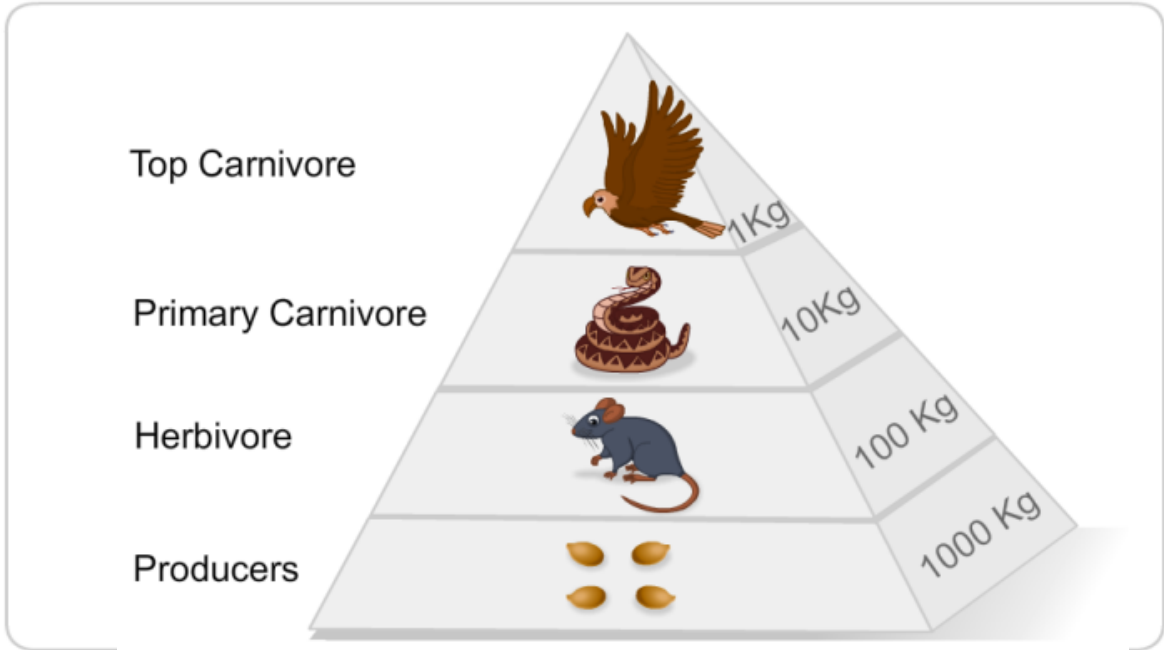 Top Carnivore
1Kg
Primary Carnivore
10Kg
Herbivore
100 Kg
Producers
1000 Kg